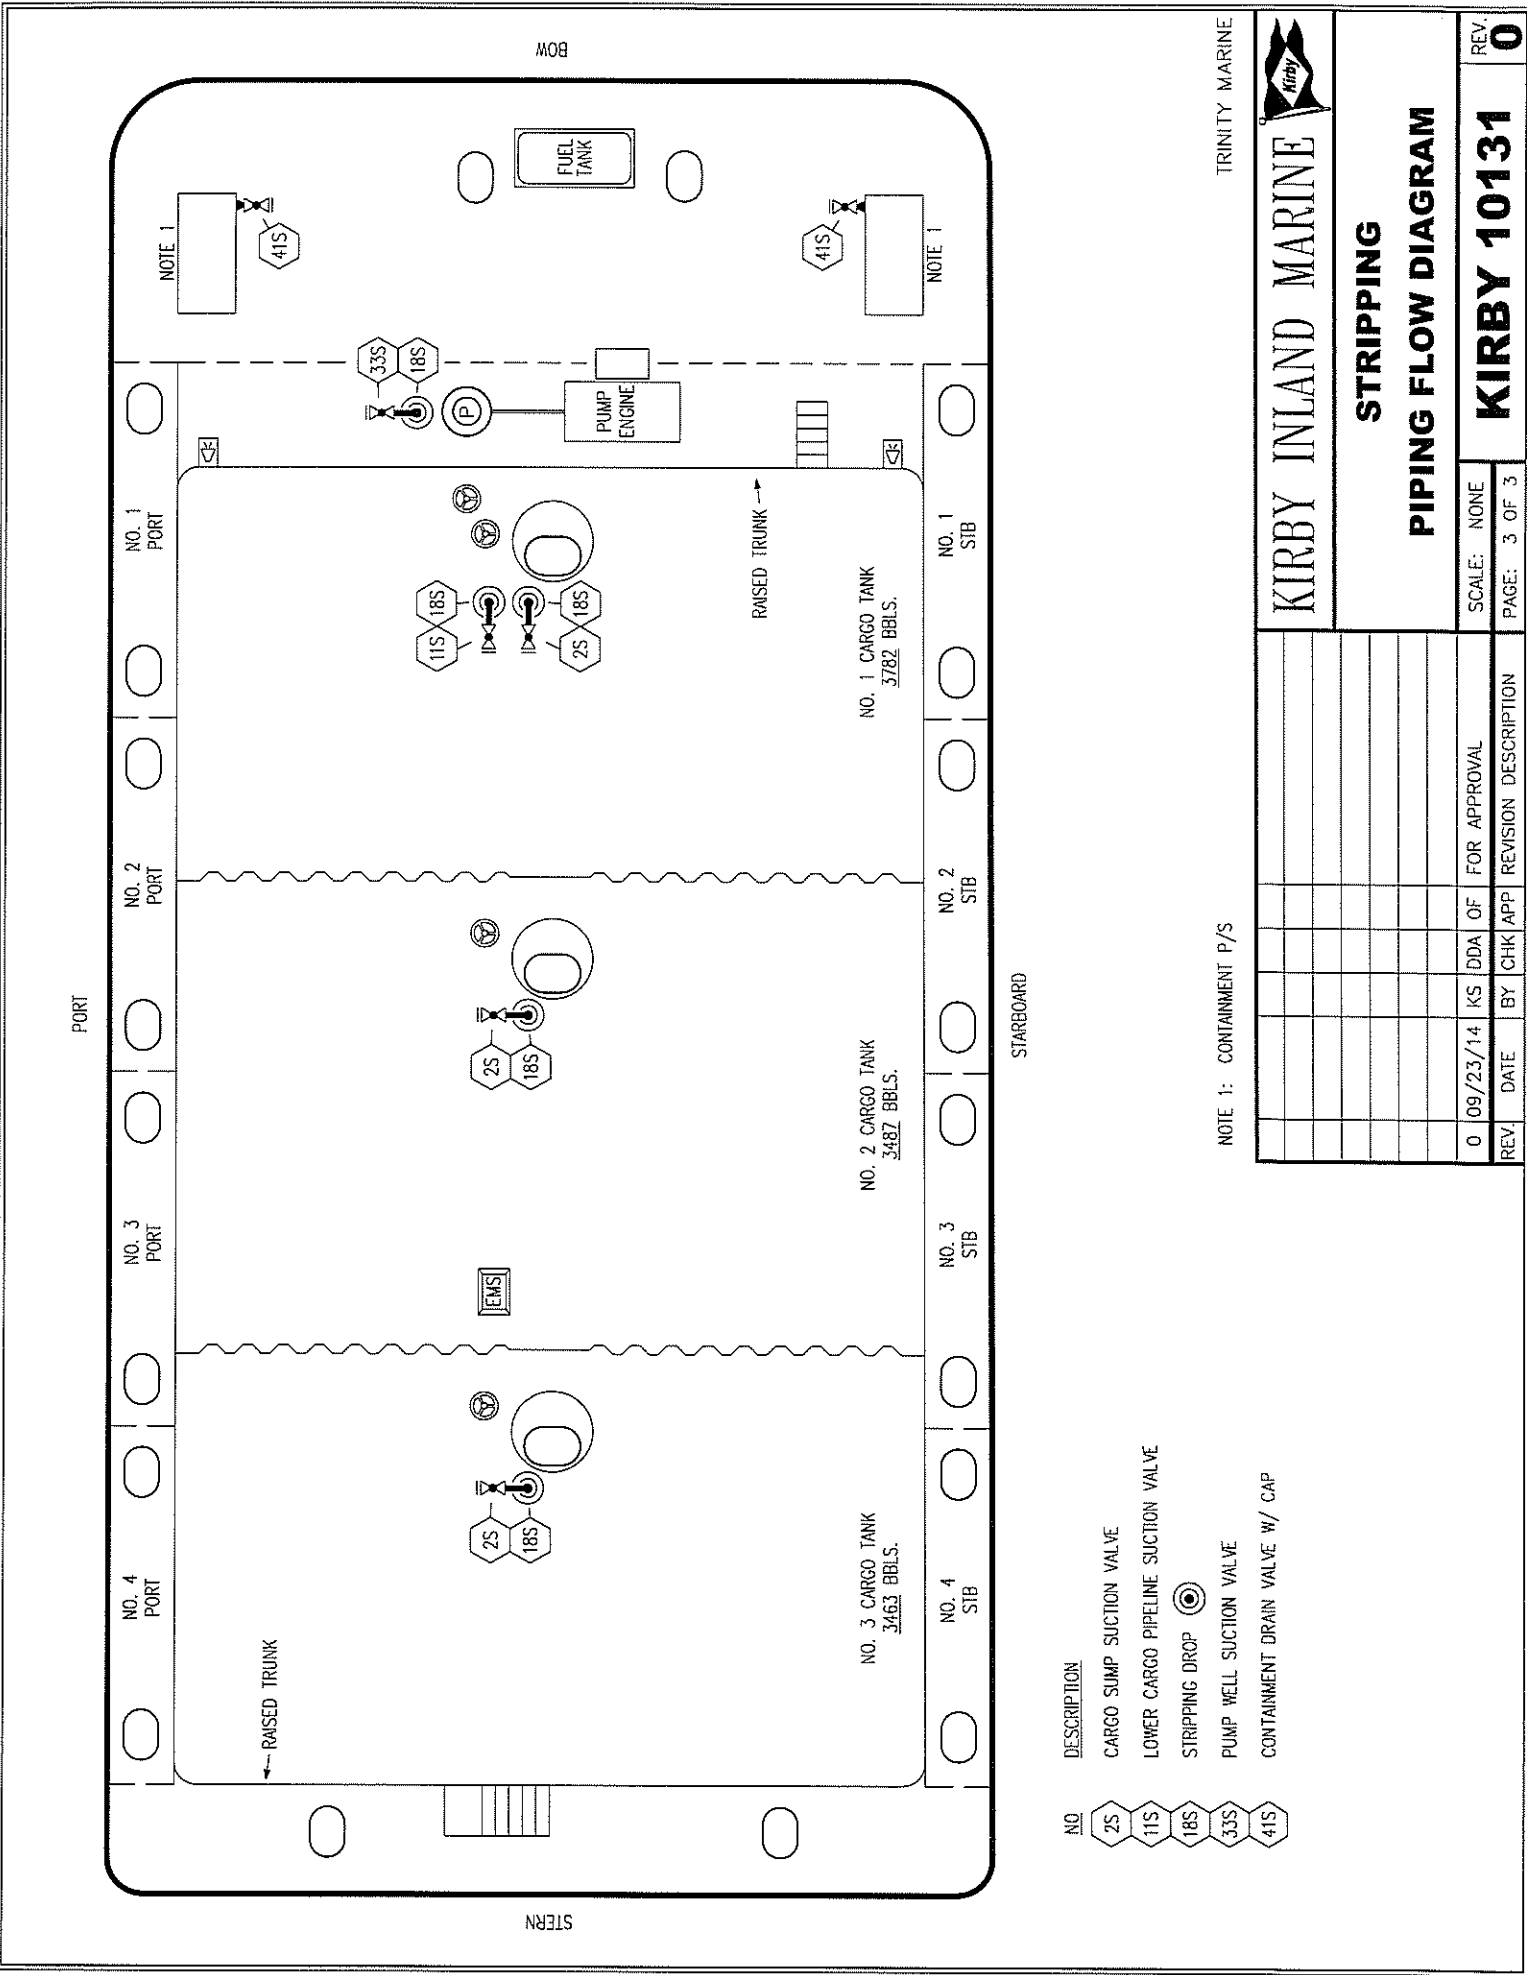 PORT
NO. 4
PORT
NO. 3
PORT
NO. 2
PORT
NO. 1
PORT
STERN
BOW
← RAISED TRUNK
NOTE 1
41S
33S
18S
P
PUMP
ENGINE
FUEL
TANK
11S
18S
2S
18S
2S
18S
EMS
2S
18S
RAISED TRUNK →
41S
NOTE 1
NO. 3 CARGO TANK
3463 BBLS.
NO. 2 CARGO TANK
3487 BBLS.
NO. 1 CARGO TANK
3782 BBLS.
NO. 4
STB
NO. 3
STB
NO. 2
STB
NO. 1
STB
STARBOARD
NO DESCRIPTION
2S CARGO SUMP SUCTION VALVE
11S LOWER CARGO PIPELINE SUCTION VALVE
18S STRIPPING DROP
33S PUMP WELL SUCTION VALVE
41S CONTAINMENT DRAIN VALVE W/ CAP
NOTE 1: CONTAINMENT P/S
TRINITY MARINE
0 09/23/14 KS DDA OF FOR APPROVAL
REV. DATE BY CHK APP REVISION DESCRIPTION
KIRBY INLAND MARINE
Kirby
STRIPPING
PIPING FLOW DIAGRAM
SCALE: NONE
PAGE: 3 OF 3
KIRBY 10131
REV.
0